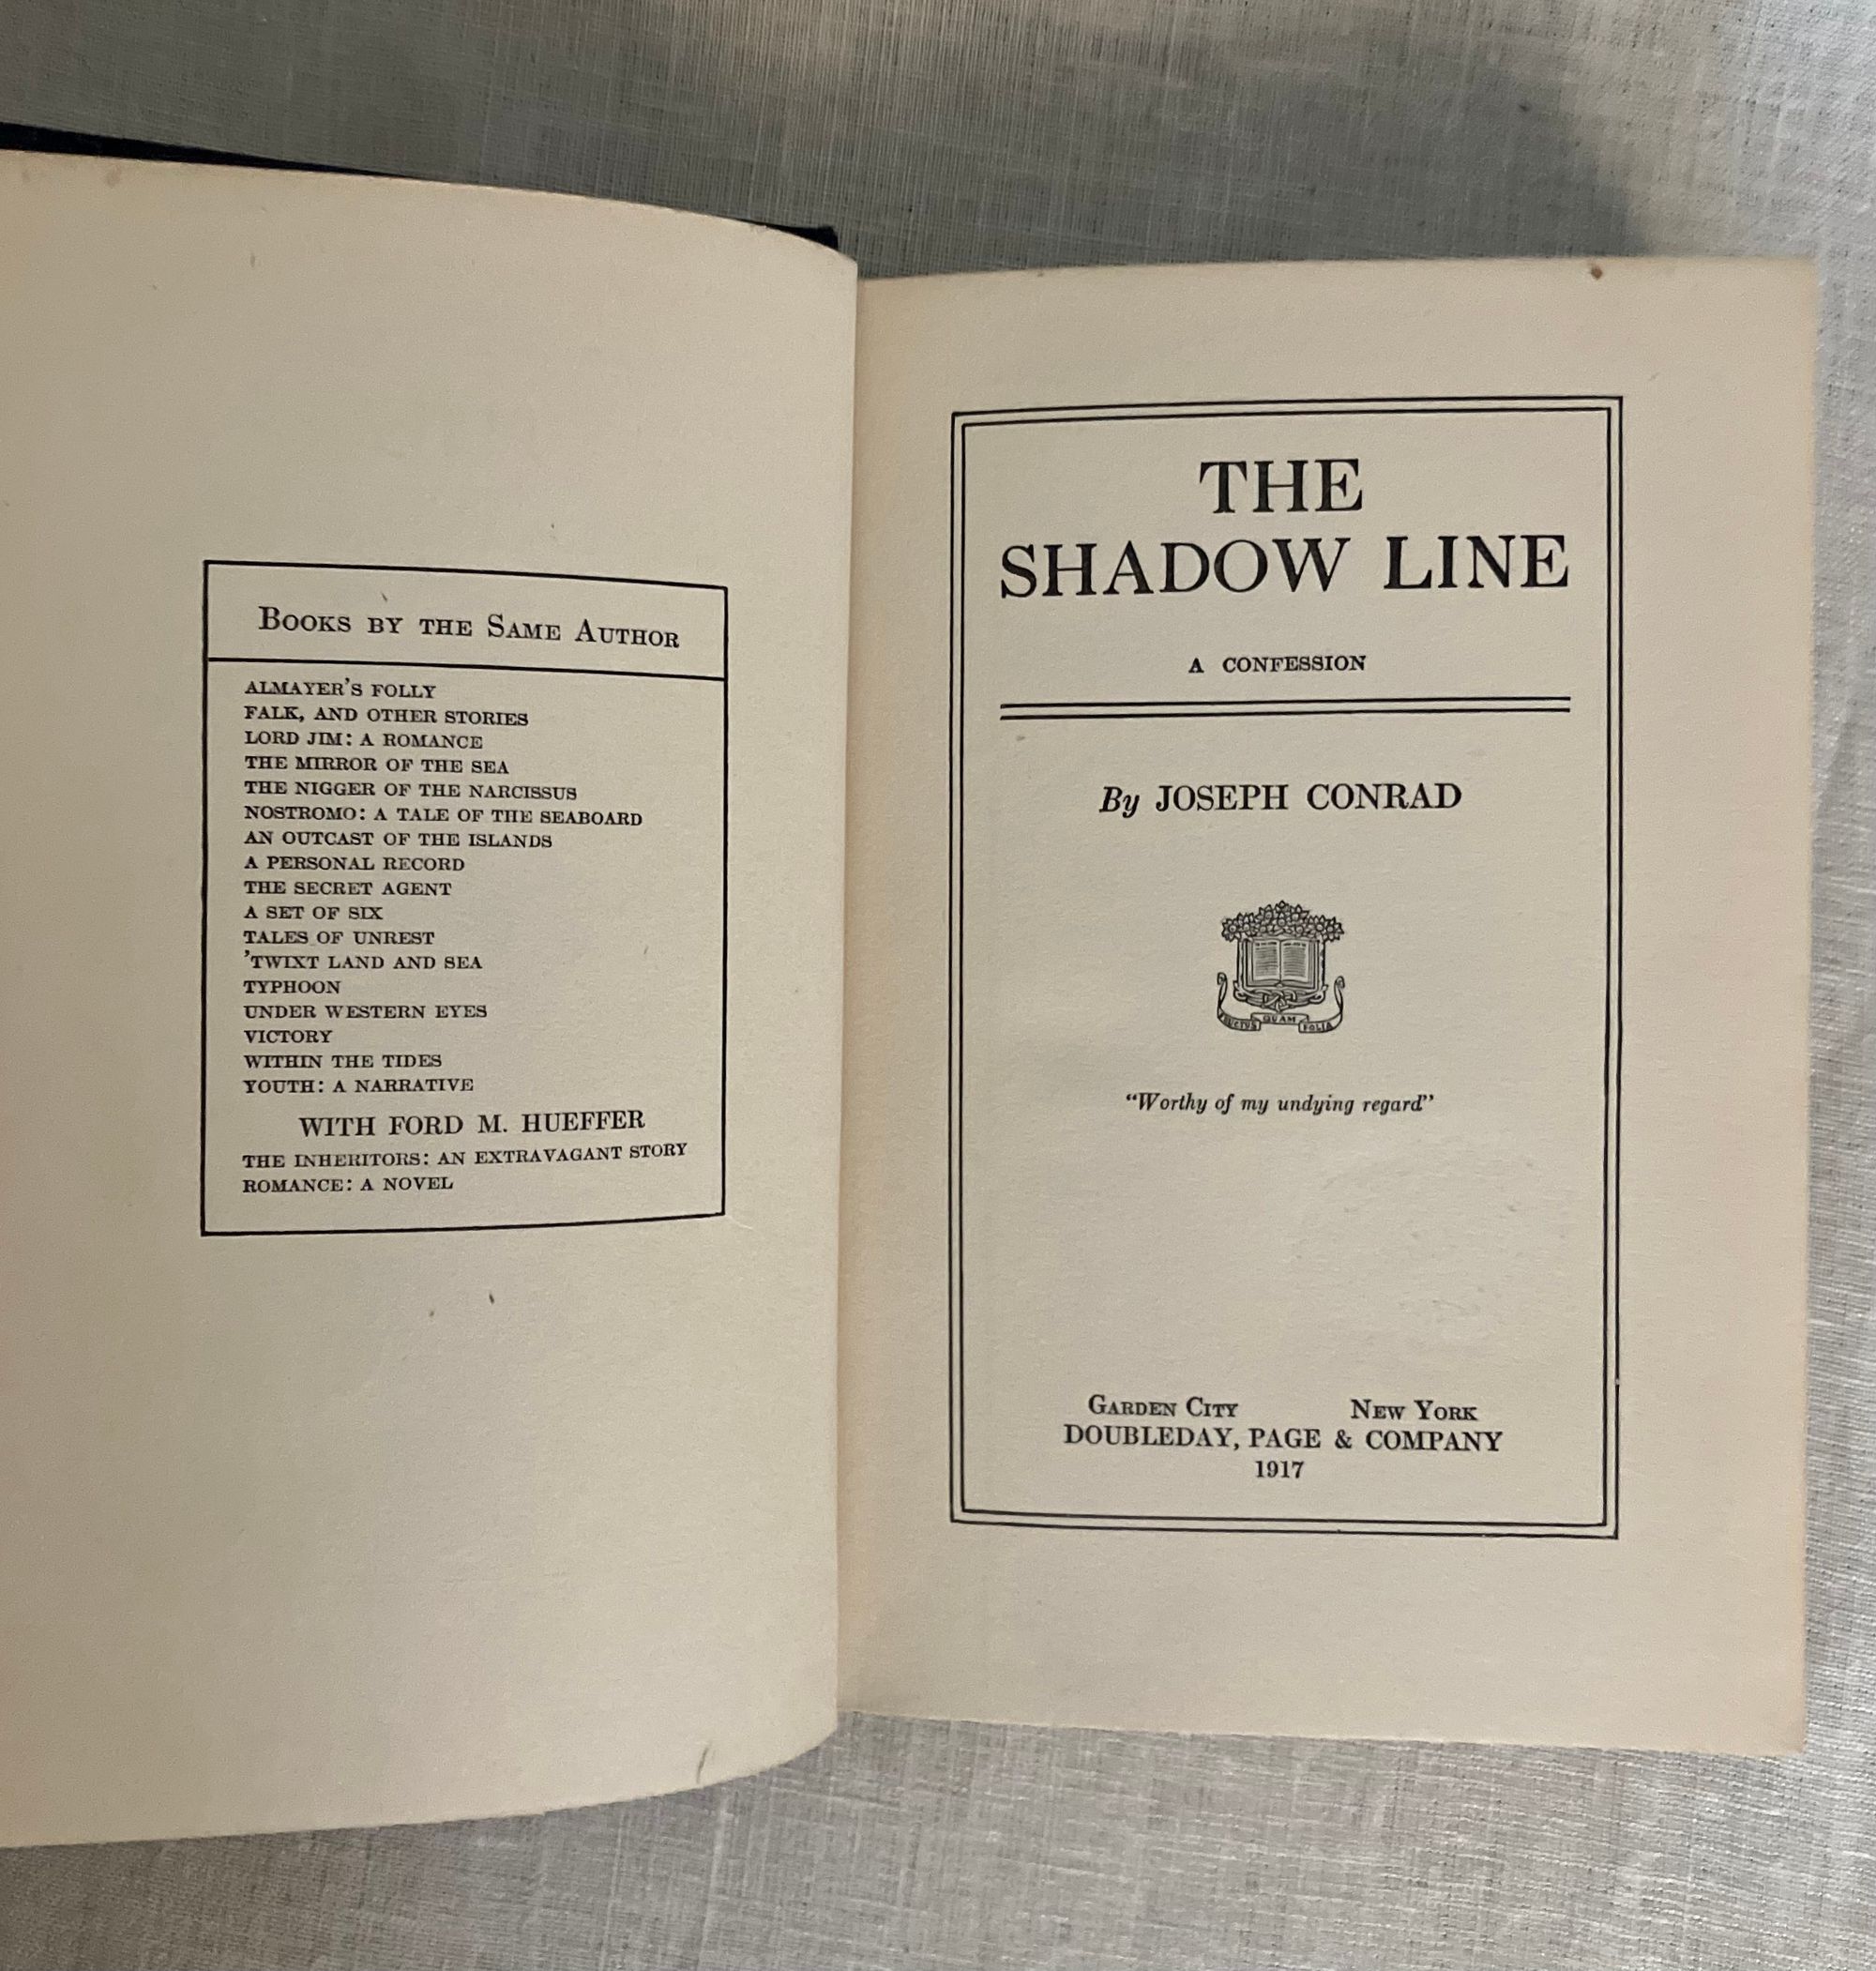 BOOKS BY THE SAME AUTHOR
ALMAYER'S FOLLY
FALK, AND OTHER STORIES
LORD JIM: A ROMANCE
THE MIRROR OF THE SEA
THE NIGGER OF THE NARCISSUS
NOSTROMO: A TALE OF THE SEABOARD
AN OUTCAST OF THE ISLANDS
A PERSONAL RECORD
THE SECRET AGENT
A SET OF SIX
TALES OF UNREST
'TWIXT LAND AND SEA
TYPHOON
UNDER WESTERN EYES
VICTORY
WITHIN THE TIDES
YOUTH: A NARRATIVE
WITH FORD M. HUEFFER
THE INHERITORS: AN EXTRAVAGANT STORY
ROMANCE: A NOVEL
THE
SHADOW LINE
A CONFESSION
By JOSEPH CONRAD
FRUCTUS QUAM FOLIA
"Worthy of my undying regard"
GARDEN CITY NEW YORK
DOUBLEDAY, PAGE & COMPANY
1917